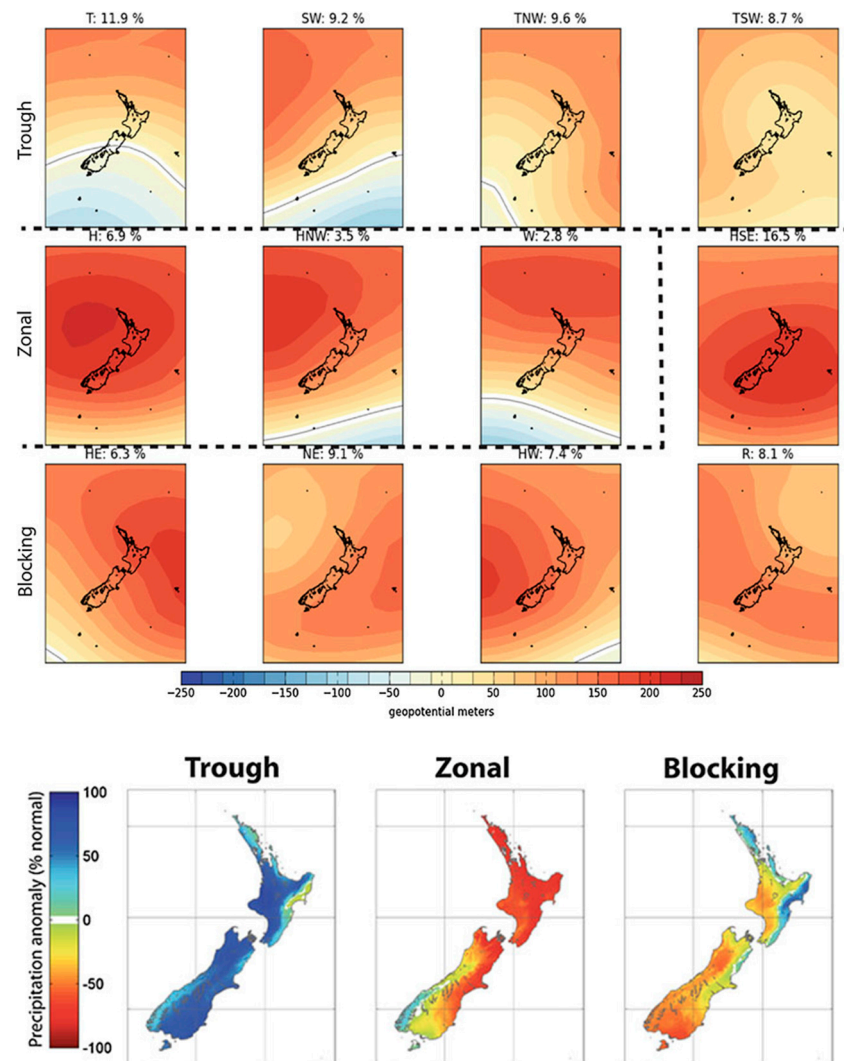 T: 11.9 % SW: 9.2 % TNW: 9.6 % TSW: 8.7 %
Trough
H: 6.9 % HNW: 3.5 % W: 2.8 % HSE: 16.5 %
Zonal
HE: 6.3 % NE: 9.1 % HW: 7.4 % R: 8.1 %
Blocking
−250 −200 −150 −100 −50 0 50 100 150 200 250
geopotential meters
Trough Zonal Blocking
Precipitation anomaly (% normal)
100
50
0
-50
-100